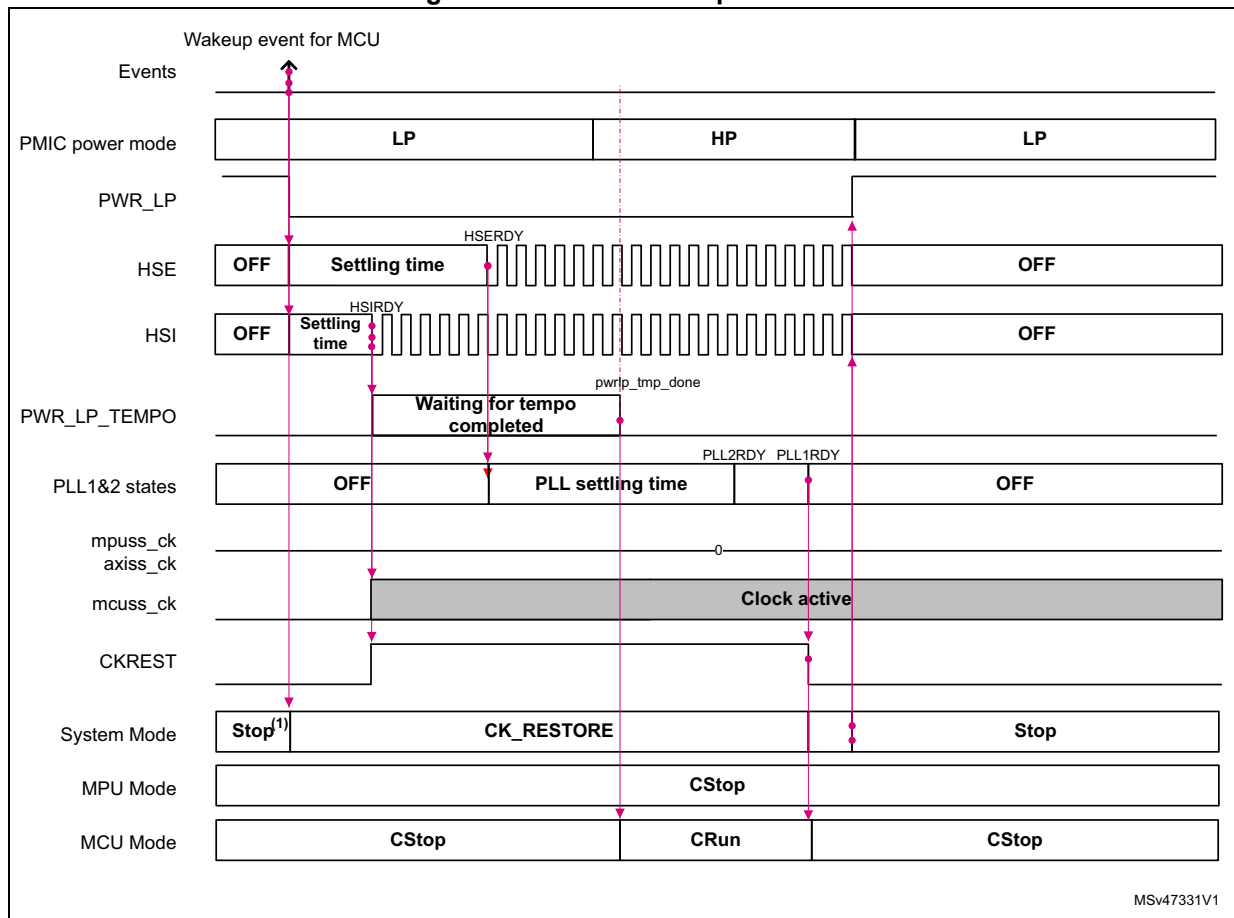 Wakeup event for MCU
Events
PMIC power mode
LP
HP
LP
PWR_LP
HSERDY
HSE
OFF
Settling time
OFF
HSIRDY
HSI
OFF
Settling
time
OFF
pwrlp_tmp_done
PWR_LP_TEMPO
Waiting for tempo
completed
PLL2RDY PLL1RDY
PLL1&2 states
OFF
PLL settling time
OFF
mpuss_ck
axiss_ck
0
mcuss_ck
Clock active
CKREST
System Mode
Stop(1)
CK_RESTORE
Stop
MPU Mode
CStop
MCU Mode
CStop
CRun
CStop
MSv47331V1